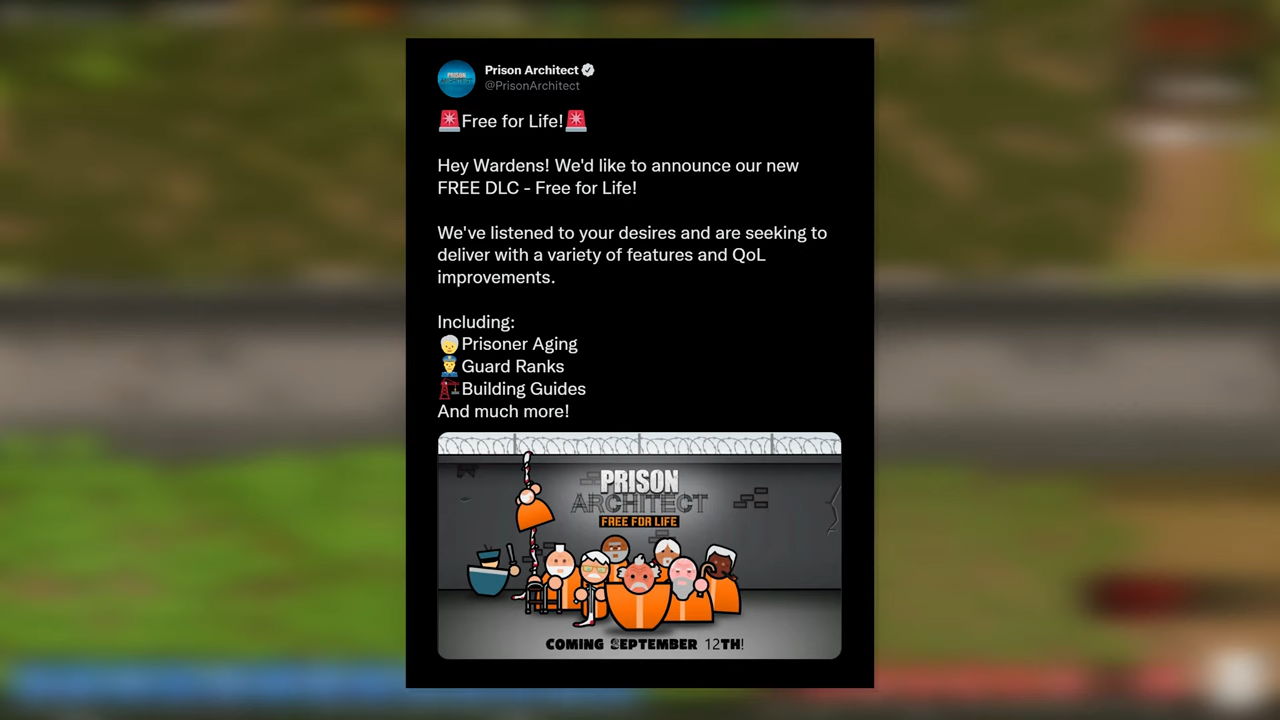 Prison Architect
@PrisonArchitect
🚨Free for Life!🚨
Hey Wardens! We'd like to announce our new
FREE DLC - Free for Life!
We've listened to your desires and are seeking to
deliver with a variety of features and QoL
improvements.
Including:
👴Prisoner Aging
👮Guard Ranks
🏗Building Guides
And much more!
PRISON
ARCHITECT
FREE FOR LIFE
COMING SEPTEMBER 12TH!